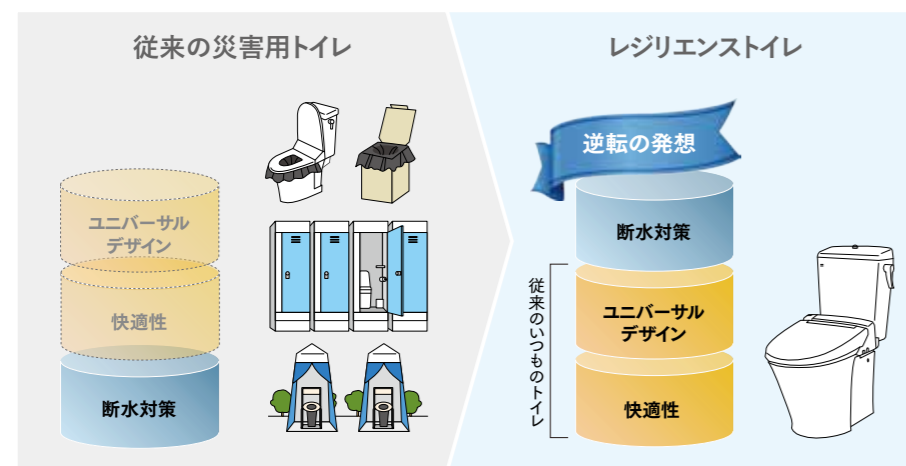 従来の災害用トイレ
ユニバーサル
デザイン
快適性
断水対策
レジリエンストイレ
逆転の発想
断水対策
ユニバーサル
デザイン
快適性
従来のいつものトイレ